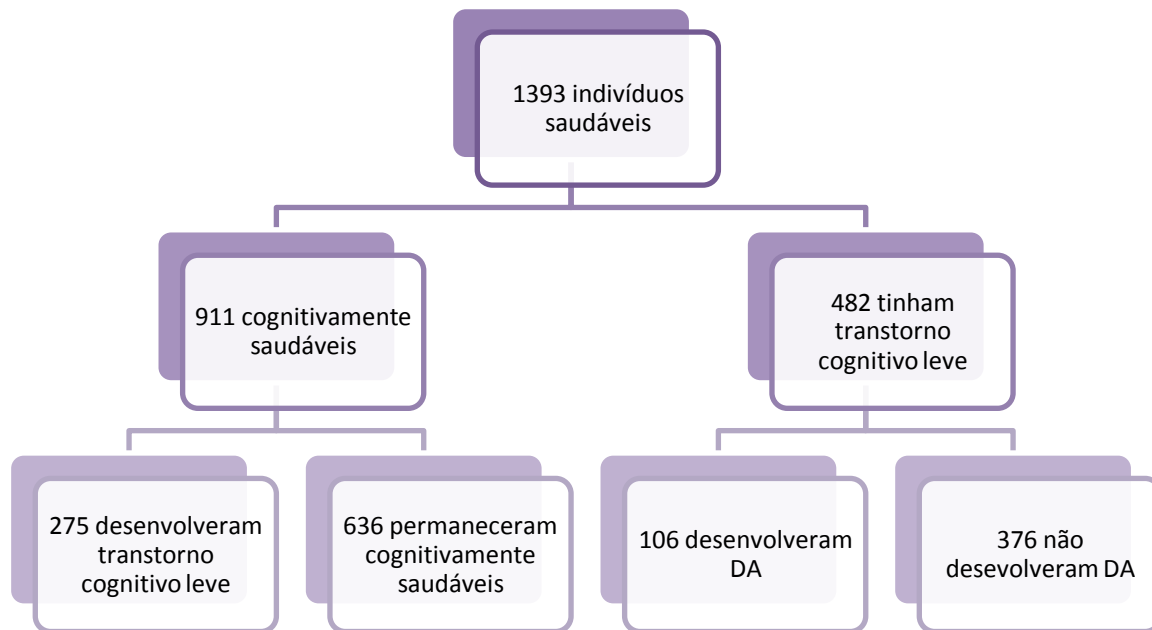 1393 indivíduos
saudáveis
911 cognitivamente
saudáveis
482 tinham
transtorno
cognitivo leve
275 desenvolveram
transtorno
cognitivo leve
636 permaneceram
cognitivamente
saudáveis
106 desenvolveram
DA
376 não
desevolveram DA